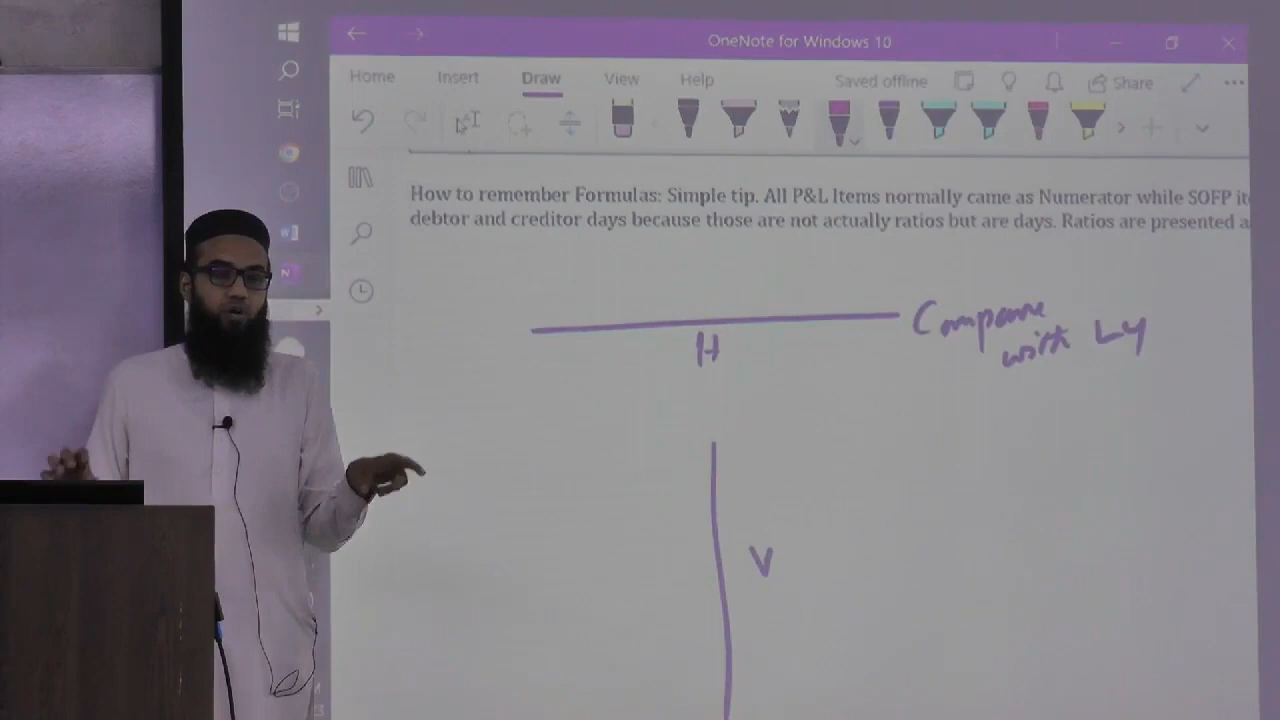 OneNote for Windows 10
Home Insert Draw View Help Saved offline Share
How to remember Formulas: Simple tip. All P&L Items normally came as Numerator while SOFP it
debtor and creditor days because those are not actually ratios but are days. Ratios are presented a
Compare
with LY
H
V